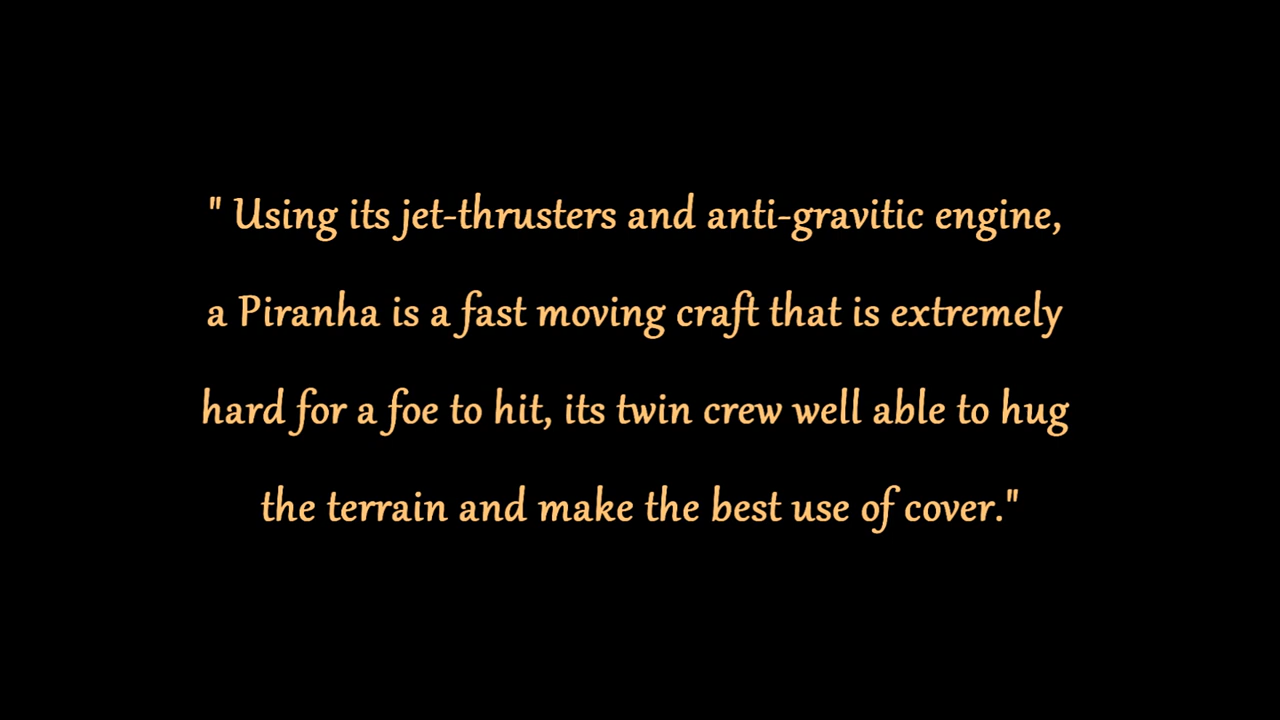 " Using its jet-thrusters and anti-gravitic engine,
a Piranha is a fast moving craft that is extremely
hard for a foe to hit, its twin crew well able to hug
the terrain and make the best use of cover."